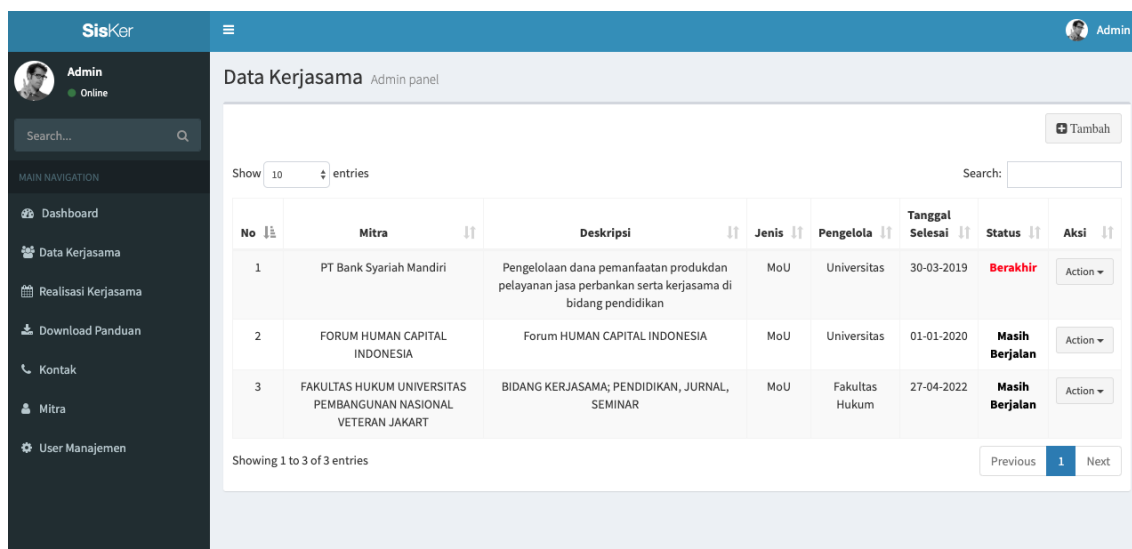 SisKer
Admin
Admin
Online
Data Kerjasama Admin panel
Search...
Tambah
MAIN NAVIGATION
Show 10 entries
Search:
Dashboard
Data Kerjasama
Realisasi Kerjasama
Download Panduan
Kontak
Mitra
User Manajemen
No Mitra Deskripsi Jenis Pengelola Tanggal Selesai Status Aksi
1 PT Bank Syariah Mandiri Pengelolaan dana pemanfaatan produkdan MoU Universitas 30-03-2019 Berakhir Action
pelayanan jasa perbankan serta kerjasama di
bidang pendidikan
2 FORUM HUMAN CAPITAL Forum HUMAN CAPITAL INDONESIA MoU Universitas 01-01-2020 Masih Action
INDONESIA Berjalan
3 FAKULTAS HUKUM UNIVERSITAS BIDANG KERJASAMA; PENDIDIKAN, JURNAL, MoU Fakultas 27-04-2022 Masih Action
PEMBANGUNAN NASIONAL SEMINAR Hukum Berjalan
VETERAN JAKART
Showing 1 to 3 of 3 entries
Previous 1 Next